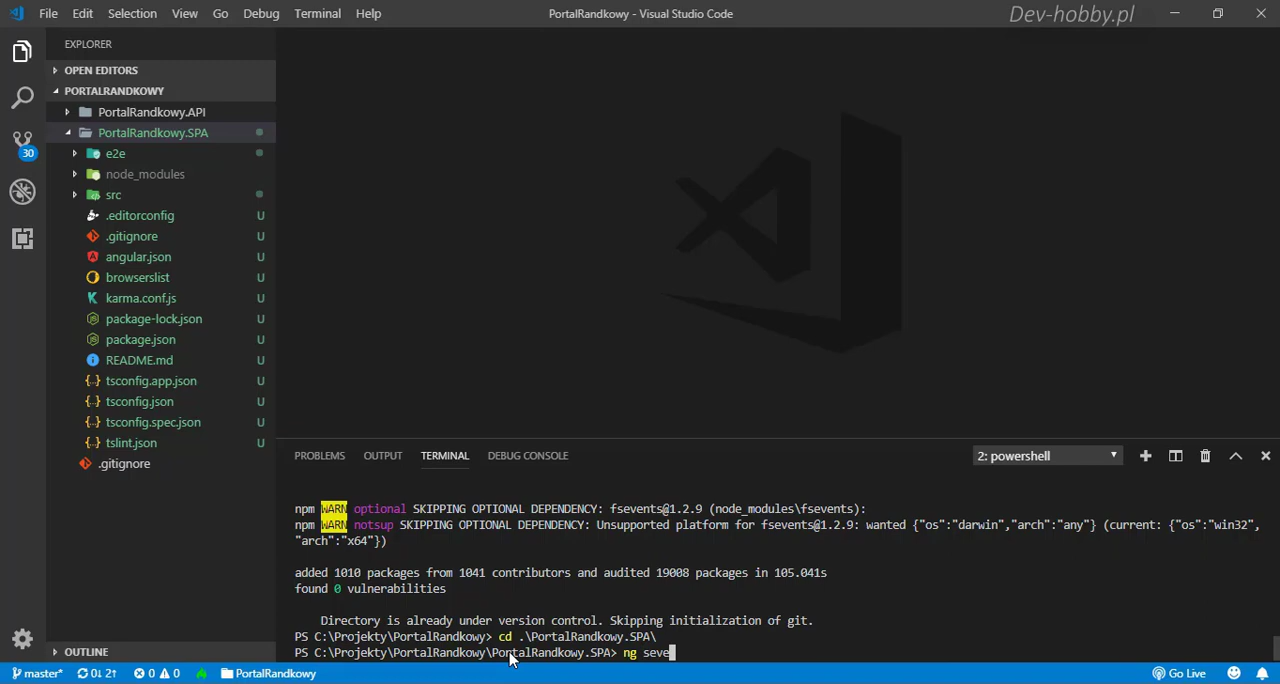 File Edit Selection View Go Debug Terminal Help PortalRandkowy - Visual Studio Code Dev-hobby.pl
EXPLORER
OPEN EDITORS
PORTALRANDKOWY
PortalRandkowy.API
PortalRandkowy.SPA
e2e
node_modules
src
.editorconfig U
.gitignore U
angular.json U
browserslist U
karma.conf.js U
package-lock.json U
package.json U
README.md U
tsconfig.app.json U
tsconfig.json U
tsconfig.spec.json U
tslint.json U
.gitignore
30
OUTLINE
PROBLEMS OUTPUT TERMINAL DEBUG CONSOLE 2: powershell
npm WARN optional SKIPPING OPTIONAL DEPENDENCY: fsevents@1.2.9 (node_modules\fsevents):
npm WARN notsup SKIPPING OPTIONAL DEPENDENCY: Unsupported platform for fsevents@1.2.9: wanted {"os":"darwin","arch":"any"} (current: {"os":"win32",
"arch":"x64"})
added 1010 packages from 1041 contributors and audited 19008 packages in 105.041s
found 0 vulnerabilities
Directory is already under version control. Skipping initialization of git.
PS C:\Projekty\PortalRandkowy> cd .\PortalRandkowy.SPA\
PS C:\Projekty\PortalRandkowy\PortalRandkowy.SPA> ng seve
master* 0↓ 2↑ 0 0 PortalRandkowy Go Live